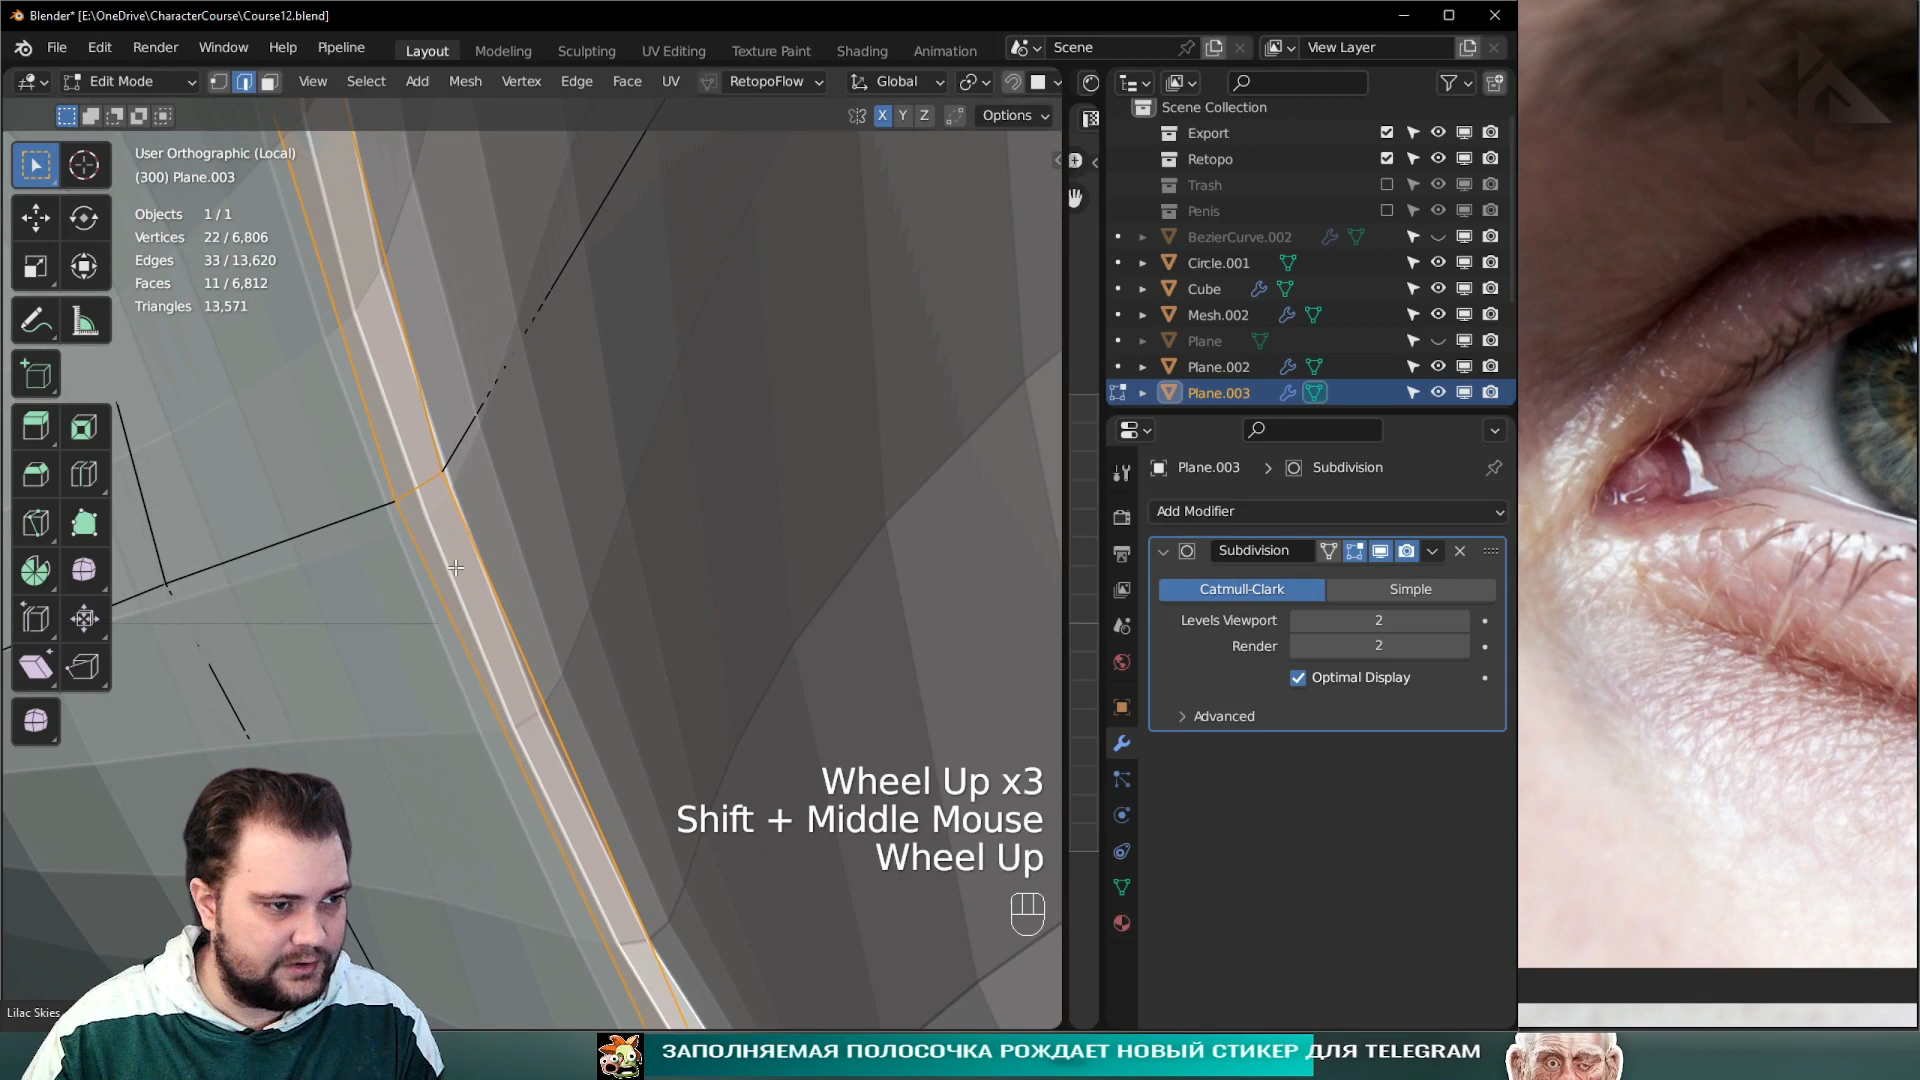 Blender* [E:\OneDrive\CharacterCourse\Course12.blend]
File Edit Render Window Help Pipeline Layout Modeling Sculpting UV Editing Texture Paint Shading Animation Scene View Layer
Edit Mode View Select Add Mesh Vertex Edge Face UV RetopoFlow Global
X Y Z Options
User Orthographic (Local)
(300) Plane.003
Objects 1 / 1
Vertices 22 / 6,806
Edges 33 / 13,620
Faces 11 / 6,812
Triangles 13,571
Scene Collection
Export
Retopo
Trash
Penis
BezierCurve.002
Circle.001
Cube
Mesh.002
Plane
Plane.002
Plane.003
Plane.003 > Subdivision
Add Modifier
Subdivision
Catmull-Clark Simple
Levels Viewport 2
Render 2
Optimal Display
Advanced
Wheel Up x3
Shift + Middle Mouse
Wheel Up
Lilac Skies
ЗАПОЛНЯЕМАЯ ПОЛОСОЧКА РОЖДАЕТ НОВЫЙ СТИКЕР ДЛЯ TELEGRAM